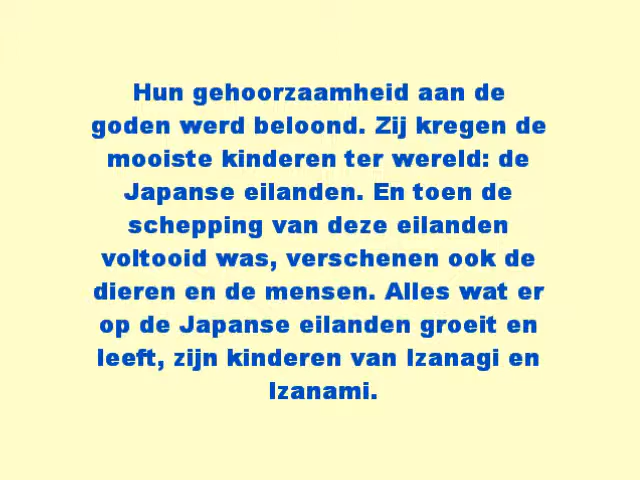 Hun gehoorzaamheid aan de
goden werd beloond. Zij kregen de
mooiste kinderen ter wereld: de
Japanse eilanden. En toen de
schepping van deze eilanden
voltooid was, verschenen ook de
dieren en de mensen. Alles wat er
op de Japanse eilanden groeit en
leeft, zijn kinderen van Izanagi en
Izanami.